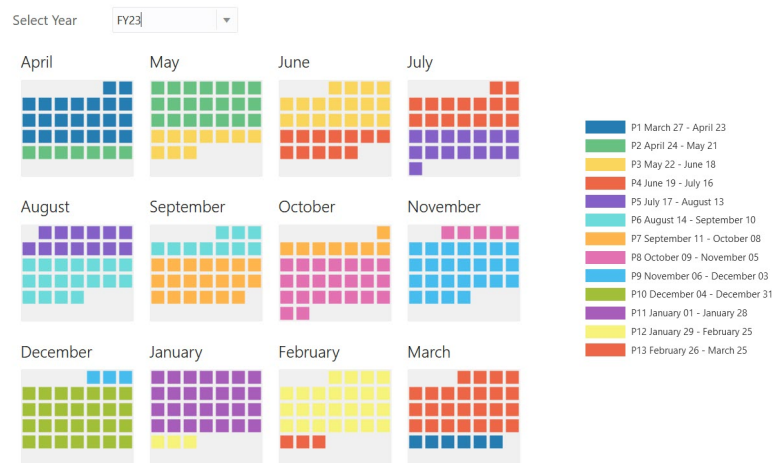 Select Year FY23
April May June July
August September October November
December January February March
P1 March 27 - April 23
P2 April 24 - May 21
P3 May 22 - June 18
P4 June 19 - July 16
P5 July 17 - August 13
P6 August 14 - September 10
P7 September 11 - October 08
P8 October 09 - November 05
P9 November 06 - December 03
P10 December 04 - December 31
P11 January 01 - January 28
P12 January 29 - February 25
P13 February 26 - March 25